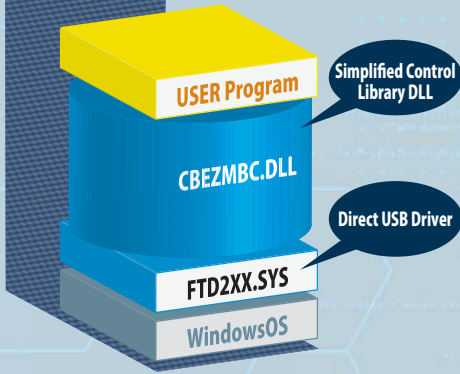 Simplified Control
Library DLL
USER Program
CBEZMBC.DLL
Direct USB Driver
FTD2XX.SYS
WindowsOS